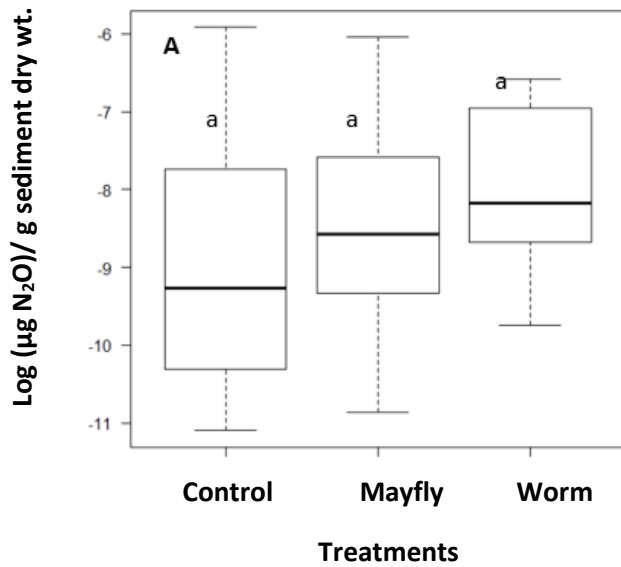 Log (µg N₂O)/ g sediment dry wt.
-6
-7
-8
-9
-10
-11
A
a
a
a
Control Mayfly Worm
Treatments